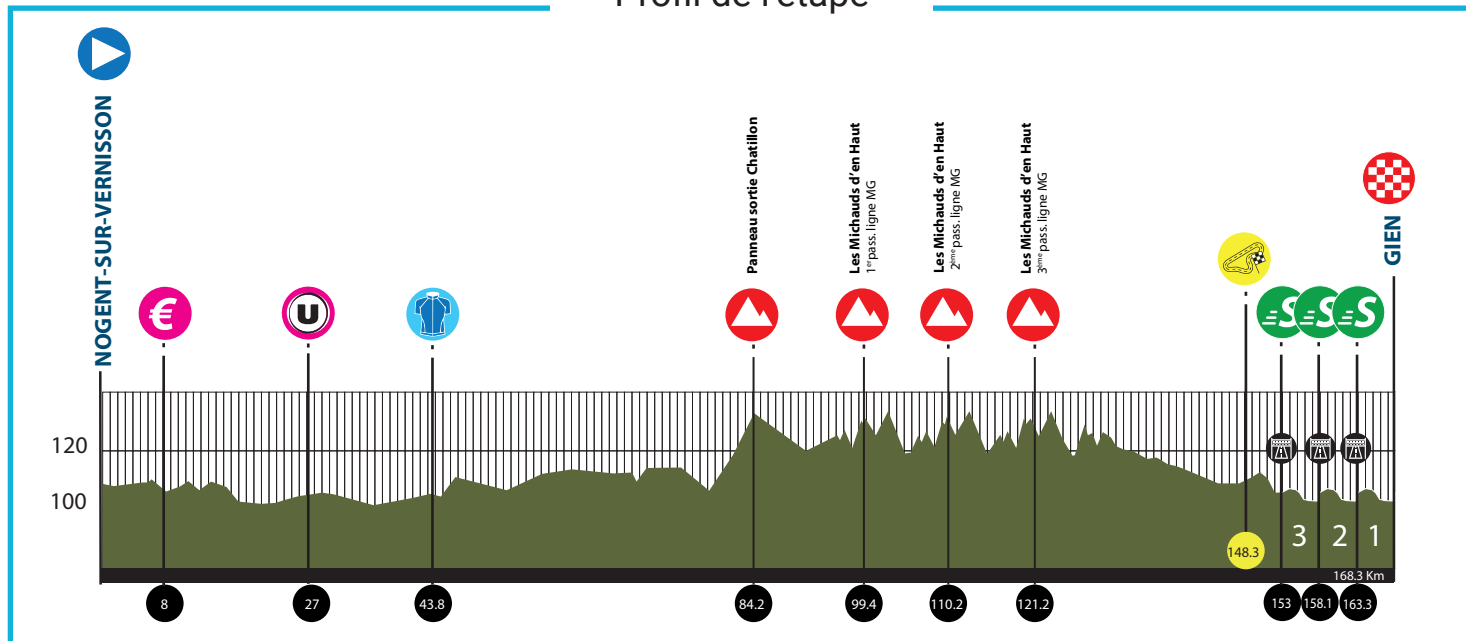 Profil de l'étape
NOGENT-SUR-VERNISSON
€
U
Panneau sortie Chatillon
Les Michauds d'en Haut
1er pass. ligne MG
Les Michauds d'en Haut
2ème pass. ligne MG
Les Michauds d'en Haut
3ème pass. ligne MG
S
S
S
GIEN
120
100
148.3
3
2
1
168.3 Km
8
27
43.8
84.2
99.4
110.2
121.2
153
158.1
163.3